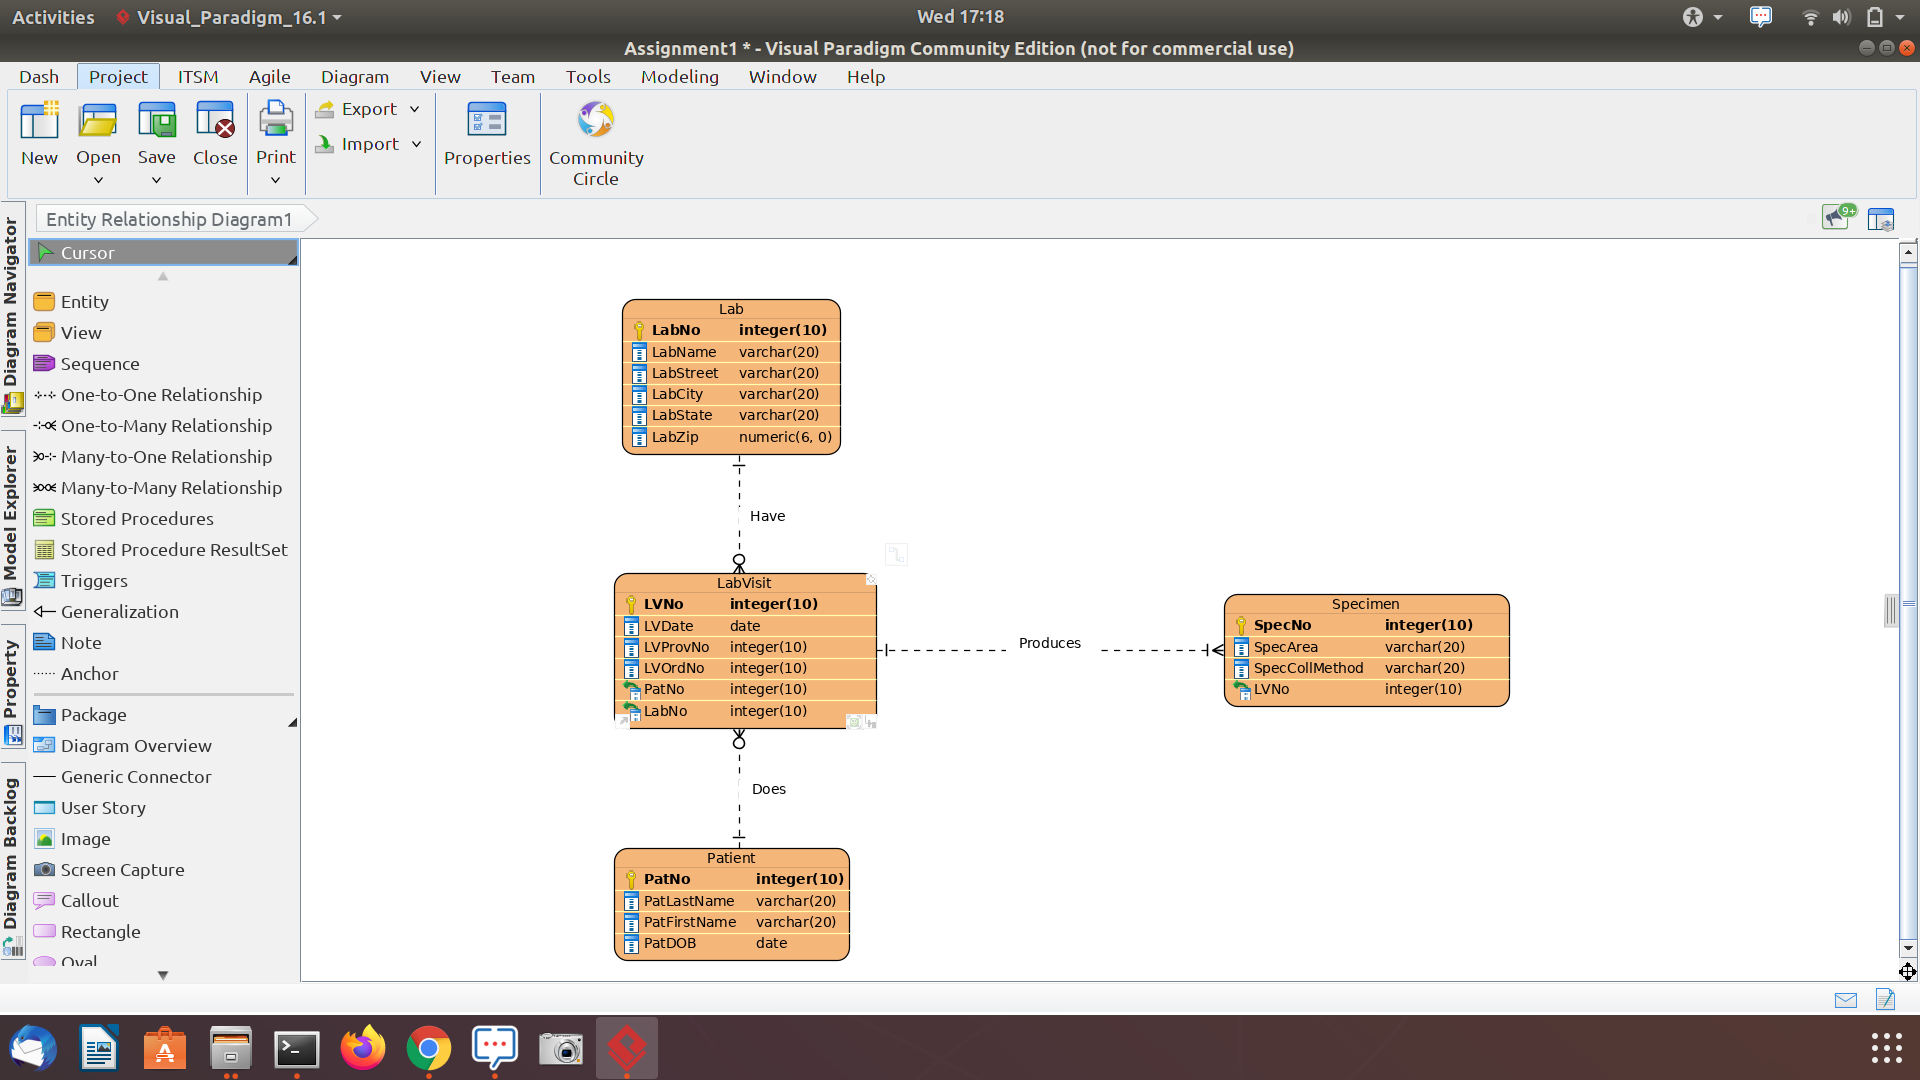 Activities Visual_Paradigm_16.1 Wed 17:18
Assignment1 * - Visual Paradigm Community Edition (not for commercial use)
Dash Project ITSM Agile Diagram View Team Tools Modeling Window Help
New Open Save Close Print Export Import Properties Community Circle
Entity Relationship Diagram1
9+
Diagram Navigator
Model Explorer
Property
Diagram Backlog
Cursor
Entity
View
Sequence
One-to-One Relationship
One-to-Many Relationship
Many-to-One Relationship
Many-to-Many Relationship
Stored Procedures
Stored Procedure ResultSet
Triggers
Generalization
Note
Anchor
Package
Diagram Overview
Generic Connector
User Story
Image
Screen Capture
Callout
Rectangle
Oval
Lab
LabNo integer(10)
LabName varchar(20)
LabStreet varchar(20)
LabCity varchar(20)
LabState varchar(20)
LabZip numeric(6, 0)
Have
LabVisit
LVNo integer(10)
LVDate date
LVProvNo integer(10)
LVOrdNo integer(10)
PatNo integer(10)
LabNo integer(10)
Produces
Specimen
SpecNo integer(10)
SpecArea varchar(20)
SpecCollMethod varchar(20)
LVNo integer(10)
Does
Patient
PatNo integer(10)
PatLastName varchar(20)
PatFirstName varchar(20)
PatDOB date